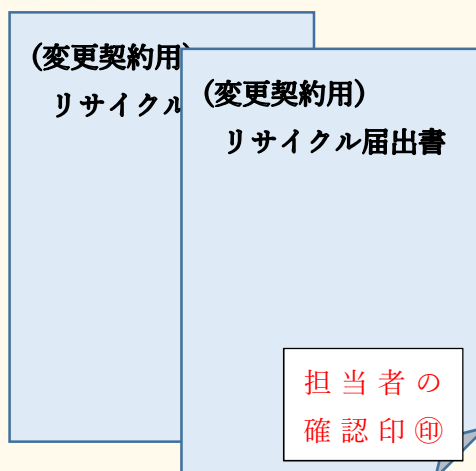 (変更契約用)
リサイクル
(変更契約用)
リサイクル届出書
担当者の
確認印㊞